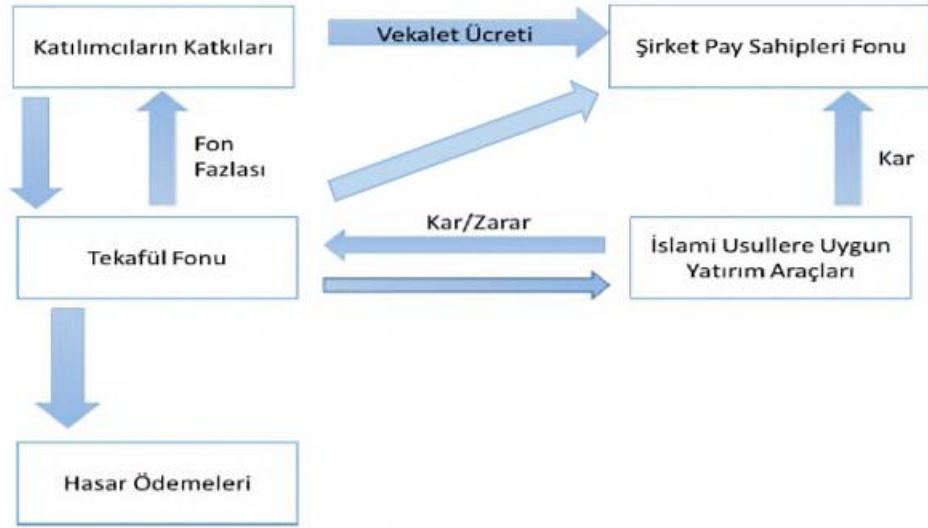 Katılımcıların Katkıları
Vekalet Ücreti
Şirket Pay Sahipleri Fonu
Fon
Fazlası
Kar
Tekafül Fonu
Kar/Zarar
İslami Usullere Uygun
Yatırım Araçları
Hasar Ödemeleri